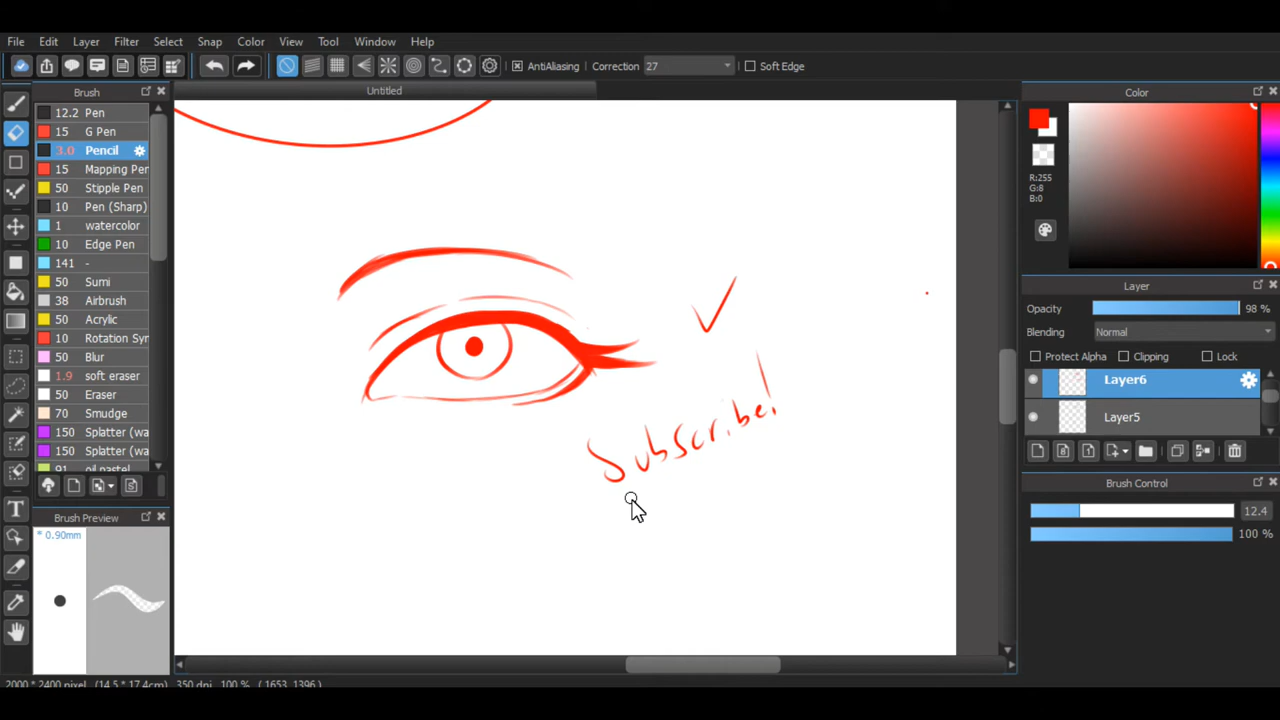 File Edit Layer Filter Select Snap Color View Tool Window Help
AntiAliasing Correction 27 Soft Edge
Brush
Untitled
Color
12.2 Pen
15 G Pen
3.0 Pencil
15 Mapping Pen
50 Stipple Pen
10 Pen (Sharp)
1 watercolor
10 Edge Pen
141 -
50 Sumi
38 Airbrush
50 Acrylic
10 Rotation Syr
50 Blur
1.9 soft eraser
50 Eraser
70 Smudge
150 Splatter (wa
150 Splatter (wa
91 oil pastel
Brush Preview
* 0.90mm
T
Subscribe!
R:255
G:8
B:0
Layer
Opacity 98 %
Blending Normal
Protect Alpha Clipping Lock
Layer6
Layer5
Brush Control
12.4
100 %
2000 * 2400 pixel (14.5 * 17.4cm) 350 dpi 100 % ( 1653, 1396 )